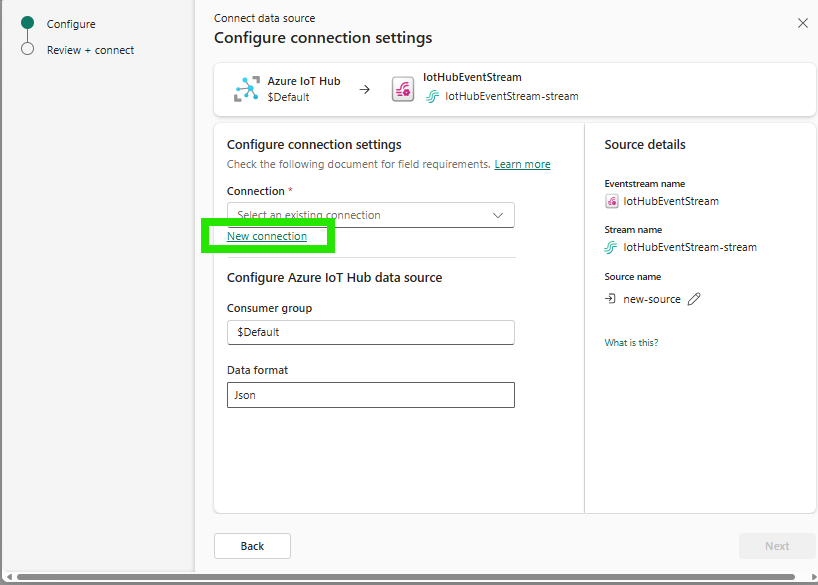 Configure
Review + connect
Connect data source
Configure connection settings
Azure IoT Hub
$Default
IotHubEventStream
IotHubEventStream-stream
Configure connection settings
Check the following document for field requirements. Learn more
Connection *
Select an existing connection
New connection
Configure Azure IoT Hub data source
Consumer group
$Default
Data format
Json
Source details
Eventstream name
IotHubEventStream
Stream name
IotHubEventStream-stream
Source name
new-source
What is this?
Back
Next